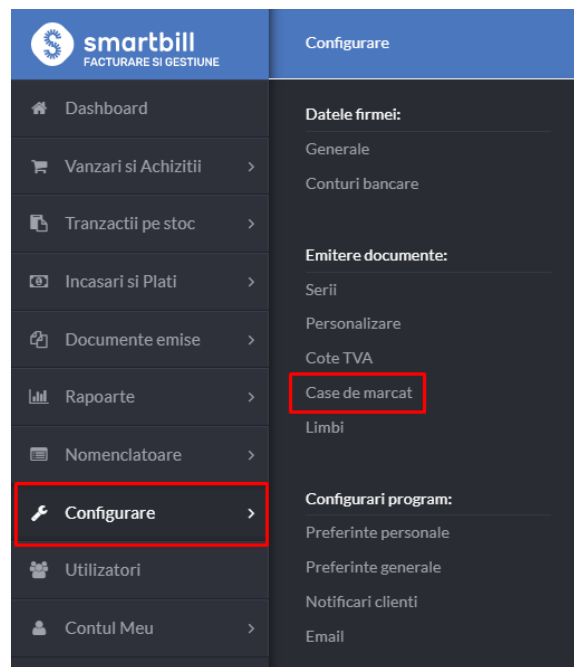 smartbill
FACTURARE SI GESTIUNE
Dashboard
Vanzari si Achizitii
Tranzactii pe stoc
Incasari si Plati
Documente emise
Rapoarte
Nomenclatoare
Configurare
Utilizatori
Contul Meu
Configurare
Datele firmei:
Generale
Conturi bancare
Emitere documente:
Serii
Personalizare
Cote TVA
Case de marcat
Limbi
Configurari program:
Preferinte personale
Preferinte generale
Notificari clienti
Email